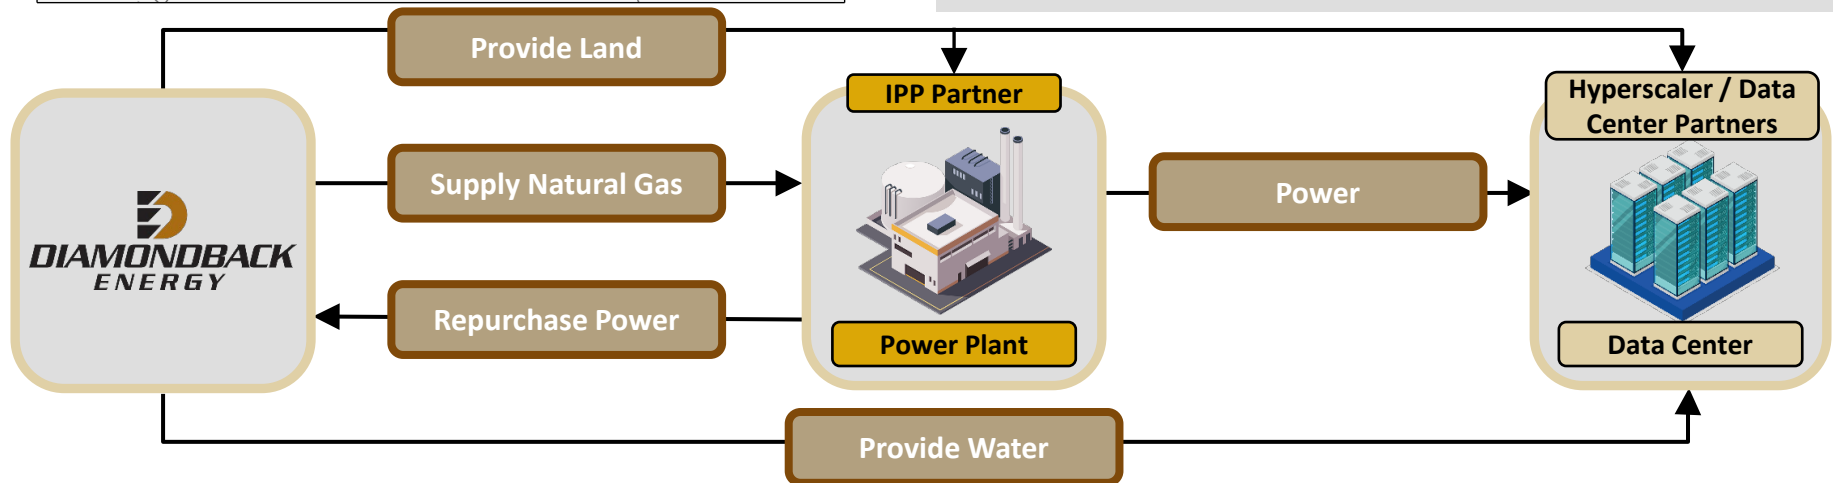 Provide Land
IPP Partner
Hyperscaler / Data
Center Partners
Supply Natural Gas
Power
DIAMONDBACK
ENERGY
Repurchase Power
Power Plant
Data Center
Provide Water